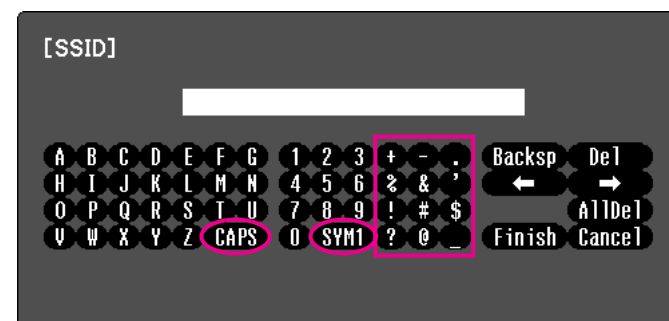 [SSID]
A B C D E F G 1 2 3 + - . Backsp Del
H I J K L M N 4 5 6 % & ' ← →
O P Q R S T U 7 8 9 ! # $ AllDel
V W X Y Z CAPS 0 SYM1 ? @ _ Finish Cancel